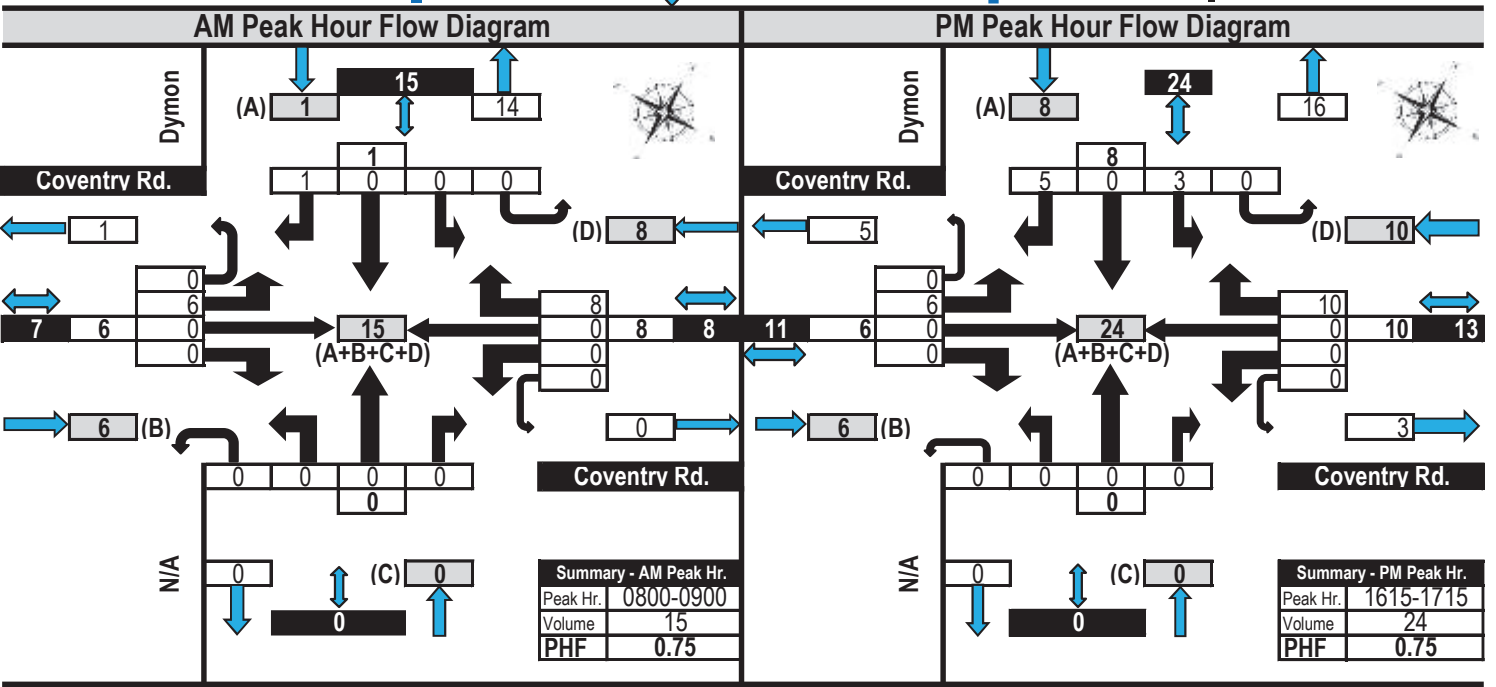 AM Peak Hour Flow Diagram
Dymon
15
(A) 1 14
1
1 0 0 0
Coventry Rd.
1
(D) 8
0
6
7 6 0
0
15
(A+B+C+D)
8
0 8 8
0
0
6 (B)
0
0 0 0 0
0
Coventry Rd.
N/A
0
(C) 0
0
Summary - AM Peak Hr.
Peak Hr. 0800-0900
Volume 15
PHF 0.75
PM Peak Hour Flow Diagram
Dymon
24
(A) 8 16
8
5 0 3 0
Coventry Rd.
5
(D) 10
0
6
11 6 0
0
24
(A+B+C+D)
10
0 10 13
0
0
6 (B)
3
0 0 0 0
0
Coventry Rd.
N/A
0
(C) 0
0
Summary - PM Peak Hr.
Peak Hr. 1615-1715
Volume 24
PHF 0.75